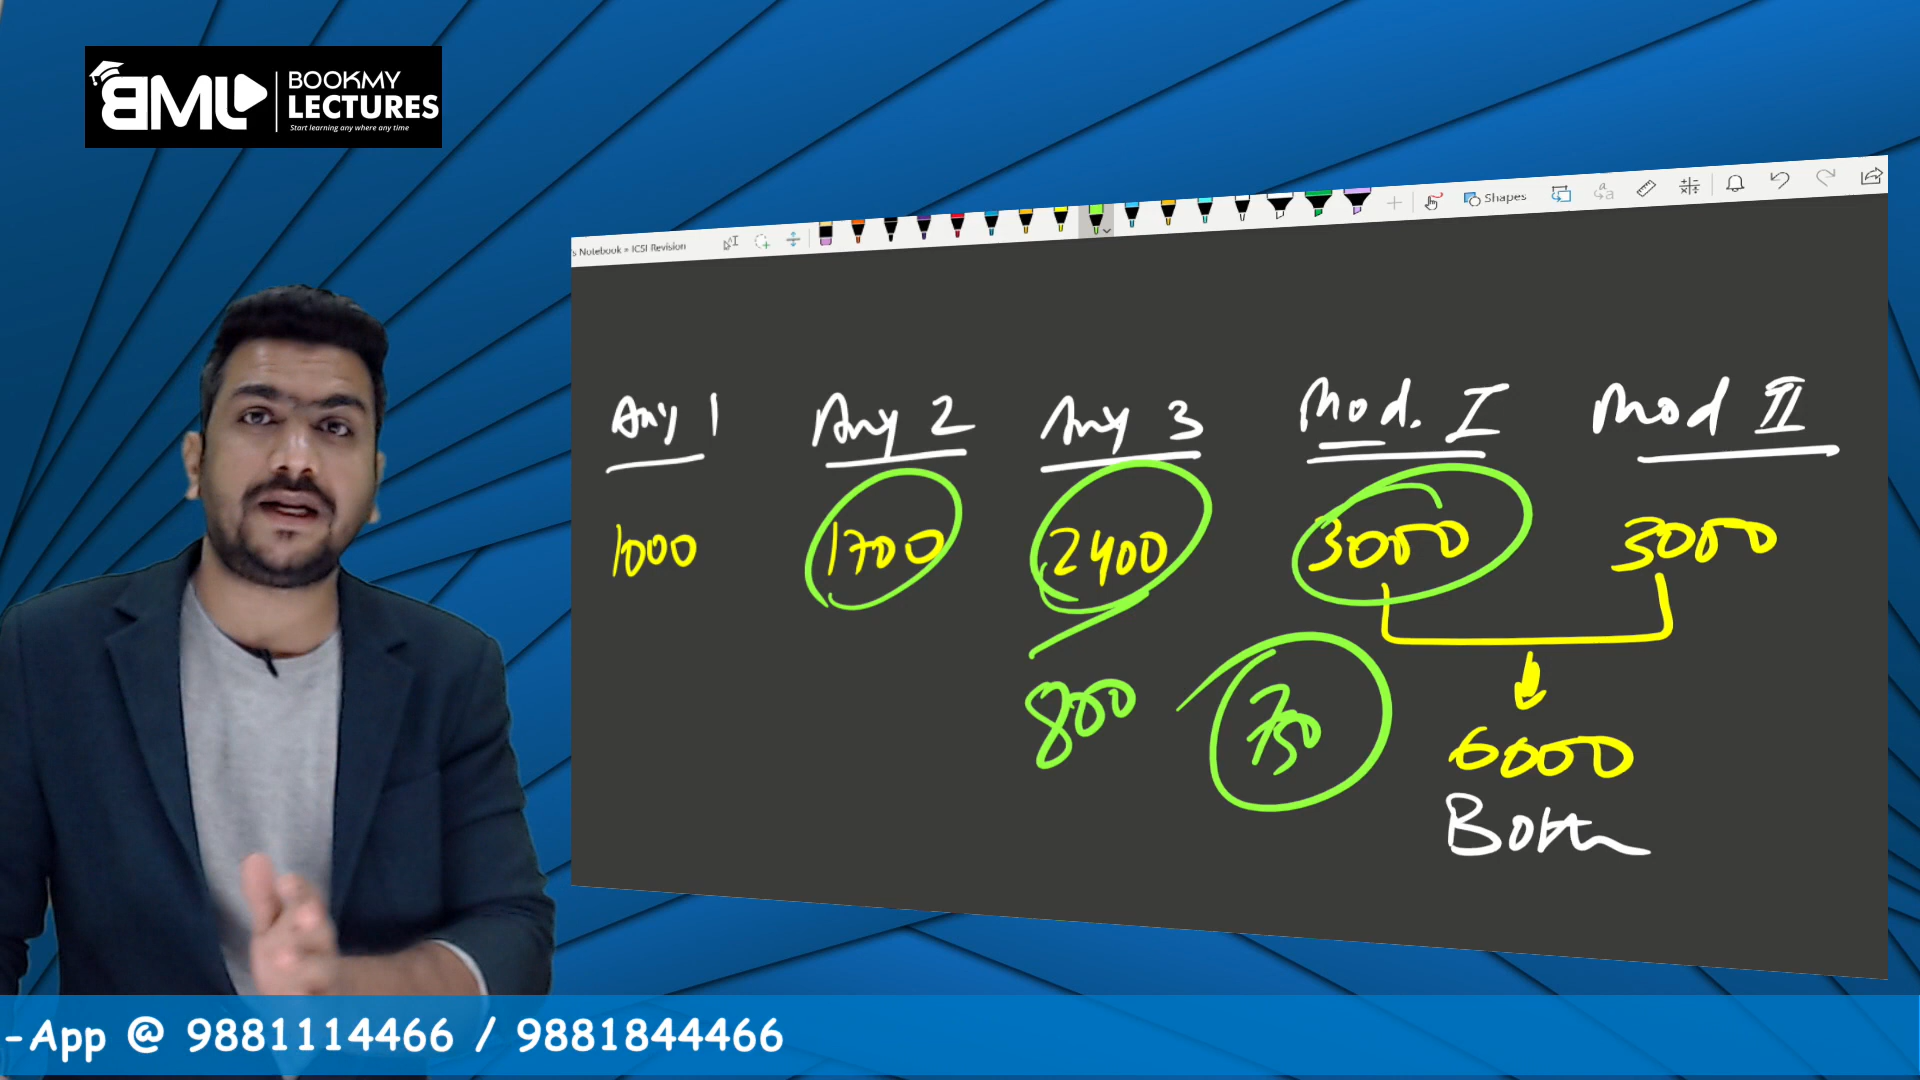 BML BOOKMY
LECTURES
Start learning any where any time
's Notebook » ICSI Revision
Shapes
Any 1 Any 2 Any 3 Mod. I Mod II
1000 1700 2400 3000 3000
800 750
6000
Both
-App @ 9881114466 / 9881844466